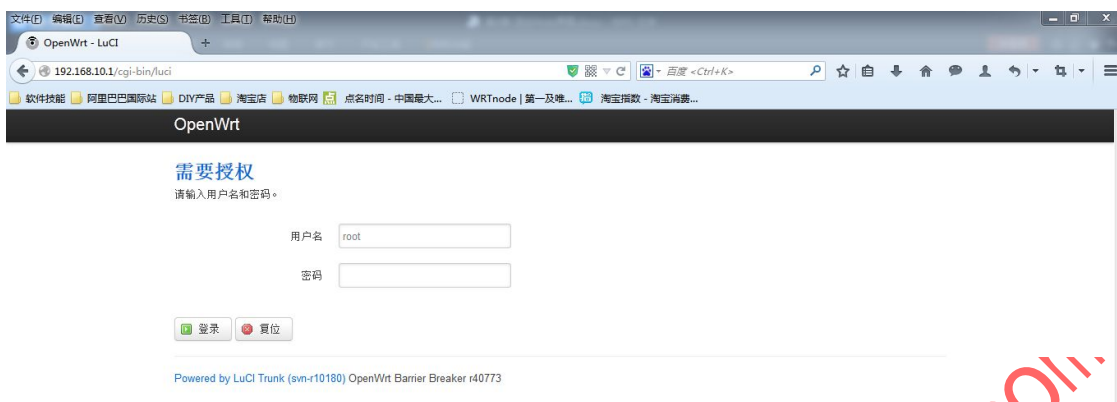 文件(F) 编辑(E) 查看(V) 历史(S) 书签(B) 工具(T) 帮助(H)
OpenWrt - LuCI
192.168.10.1/cgi-bin/luci
百度 <Ctrl+K>
软件技能 阿里巴巴国际站 DIY产品 淘宝店 物联网 点 点名时间 - 中国最大... WRTnode | 第一及唯... 淘宝指数 - 淘宝消费...
OpenWrt
需要授权
请输入用户名和密码。
用户名 root
密码
登录 复位
Powered by LuCI Trunk (svn-r10180) OpenWrt Barrier Breaker r40773